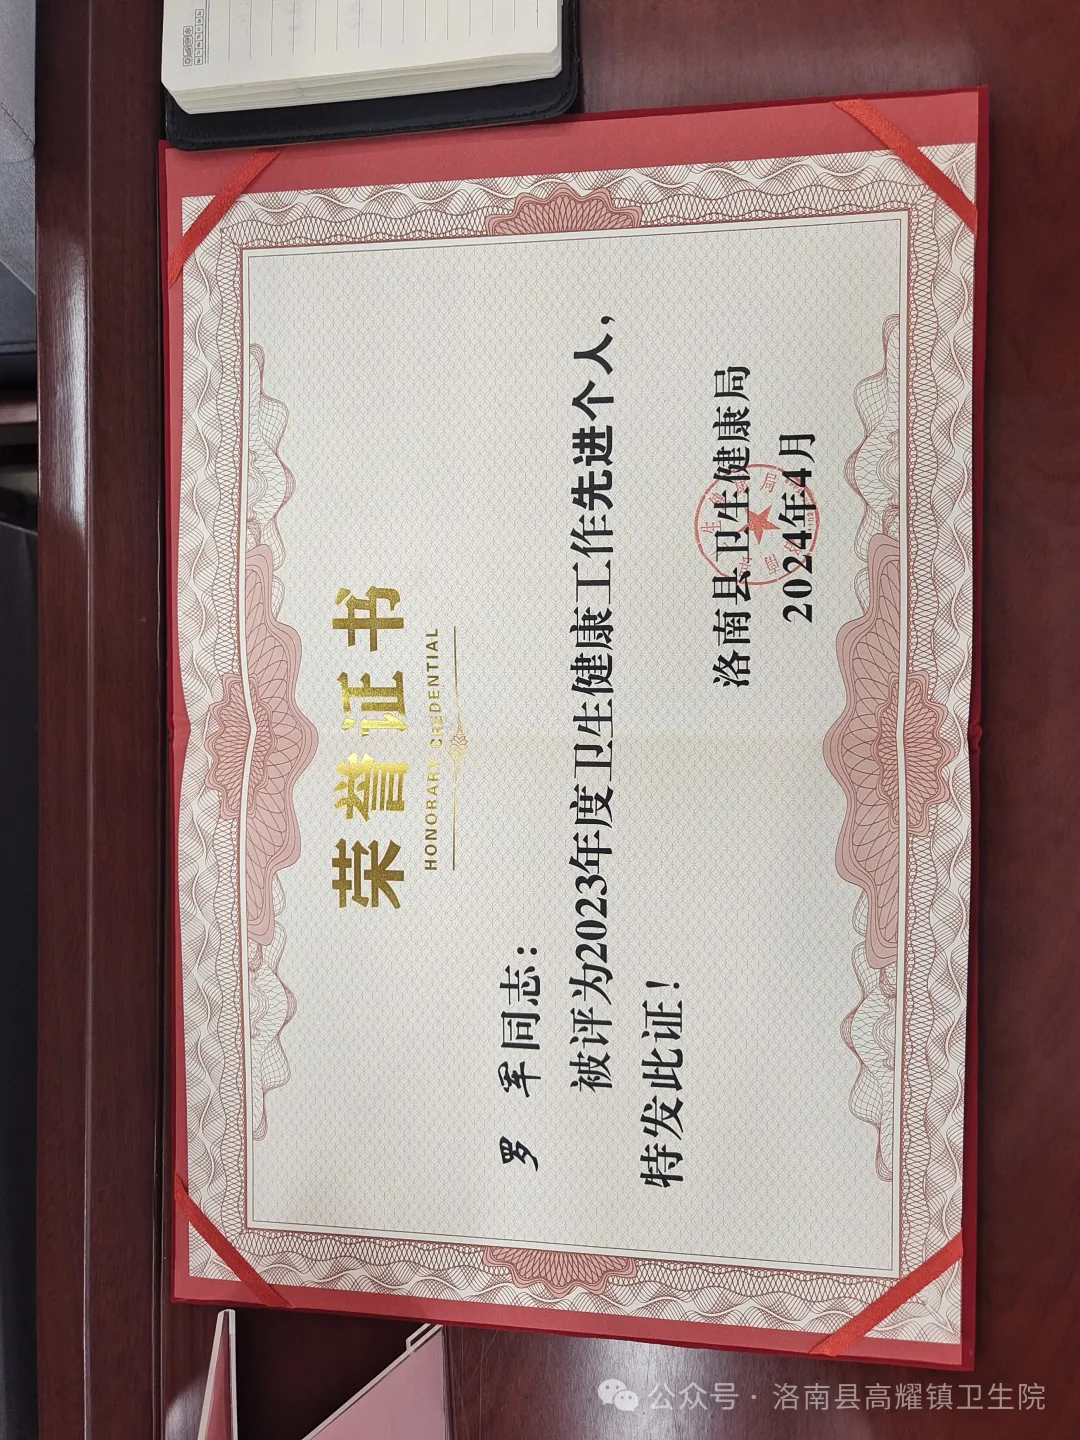 荣誉证书
HONORARY CREDENTIAL
罗 军同志：
被评为2023年度卫生健康工作先进个人，
特发此证！
洛南县卫生健康局
2024年4月
公众号·洛南县高耀镇卫生院